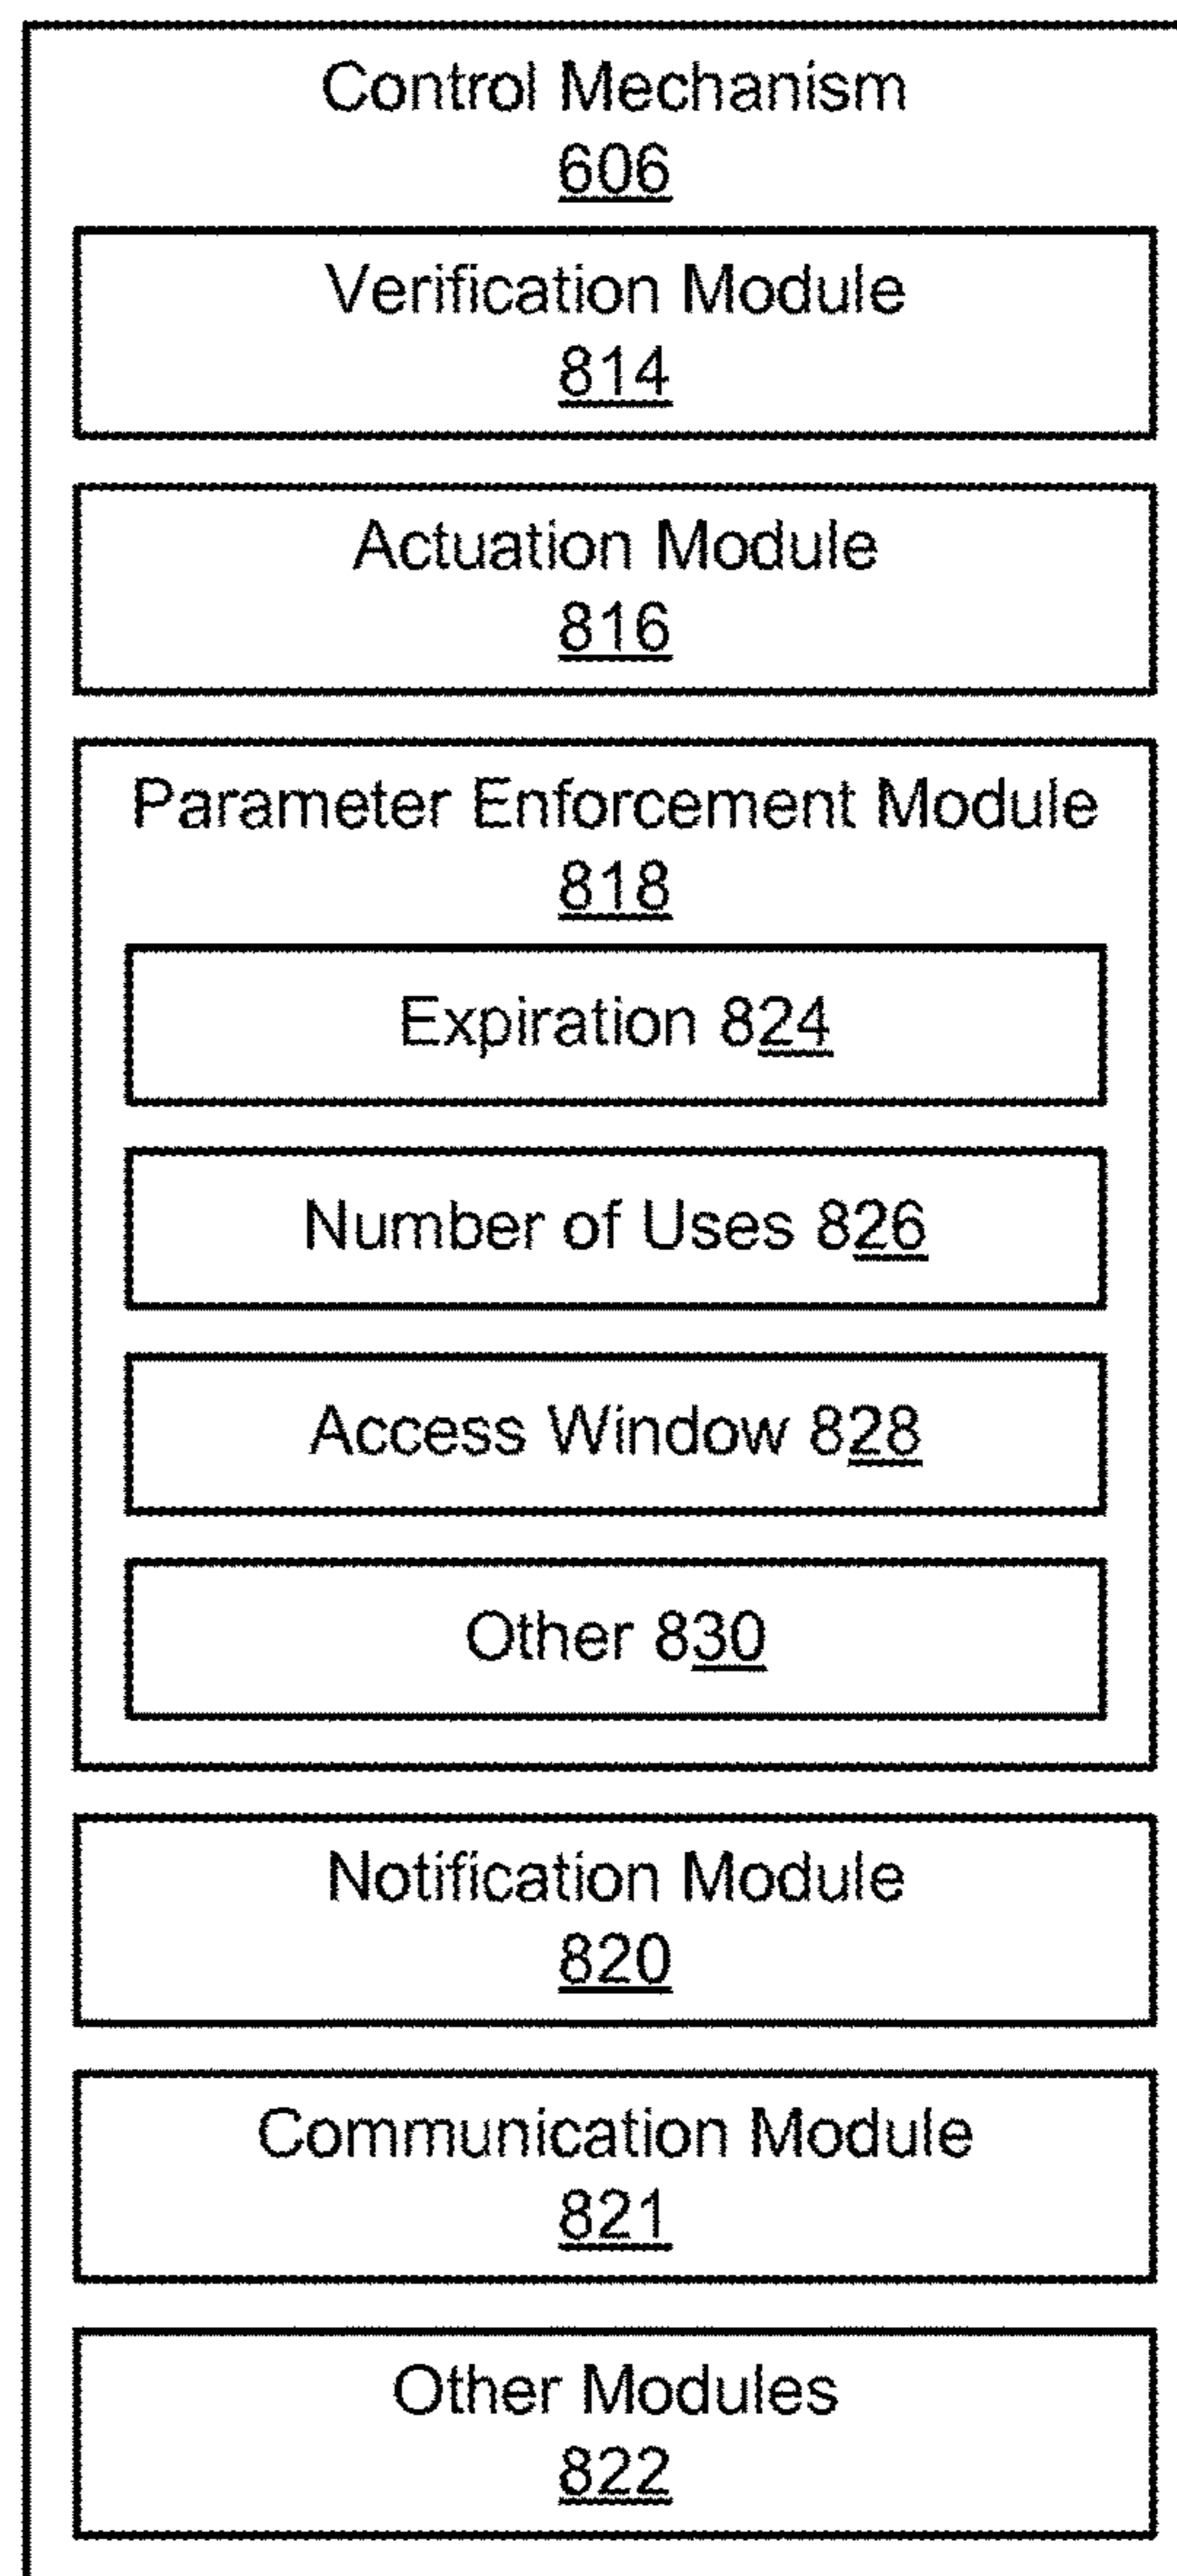 Control Mechanism
606
Verification Module
814
Actuation Module
816
Parameter Enforcement Module
818
Expiration 824
Number of Uses 826
Access Window 828
Other 830
Notification Module
820
Communication Module
821
Other Modules
822